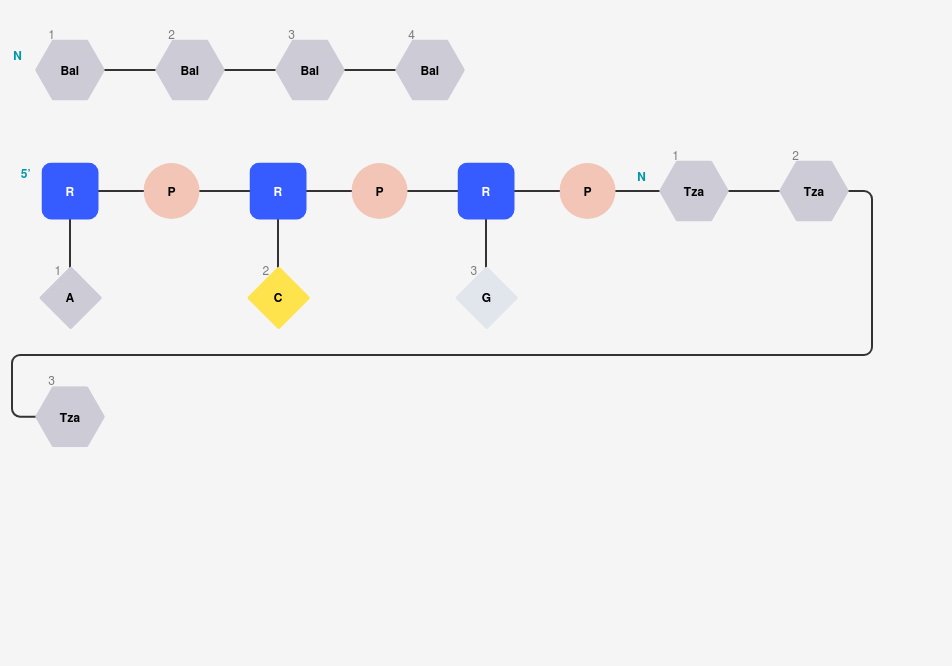 1 2 3 4
N Bal Bal Bal Bal
1 2
5' R P R P R P N Tza Tza
1 2 3
A C G
3
Tza